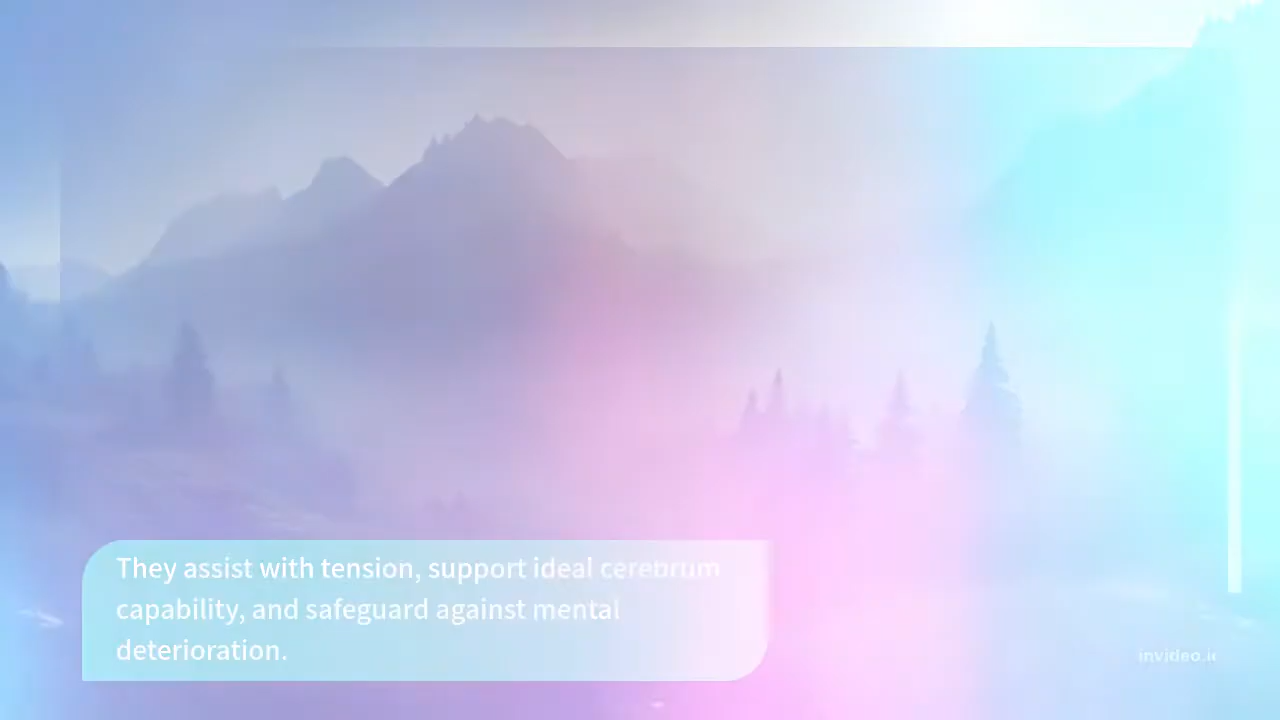 They assist with tension, support ideal cerebrum
capability, and safeguard against mental
deterioration.
invideo.io